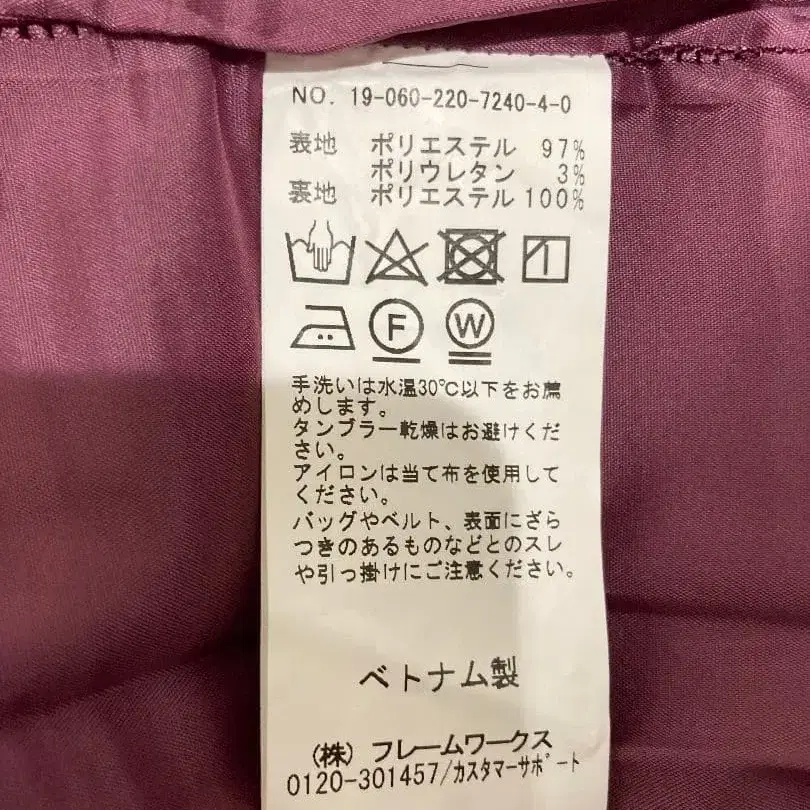 NO. 19-060-220-7240-4-0
表地 ポリエステル 97%
ポリウレタン 3%
裏地 ポリエステル 100%
F W
手洗いは水温30℃以下をお薦
めします。
タンブラー乾燥はお避けくだ
さい。
アイロンは当て布を使用して
ください。
バッグやベルト、表面にざら
つきのあるものなどとのスレ
や引っ掛けにご注意ください。
ベトナム製
(株) フレームワークス
0120-301457/カスタマーサポート